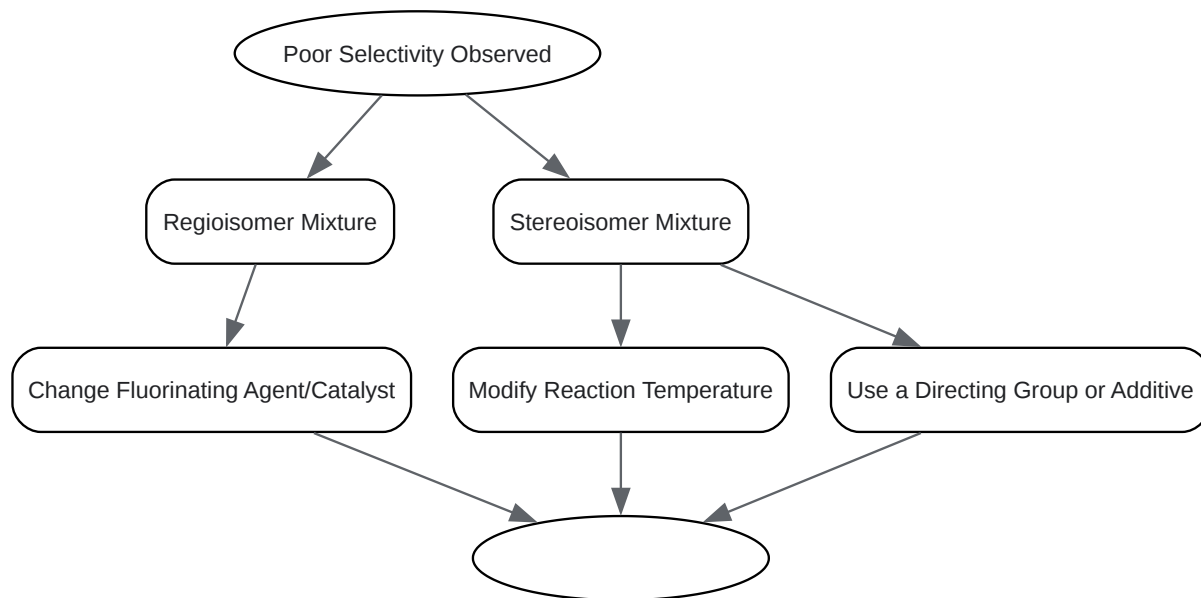 Poor Selectivity Observed
Regioisomer Mixture
Stereoisomer Mixture
Change Fluorinating Agent/Catalyst
Modify Reaction Temperature
Use a Directing Group or Additive